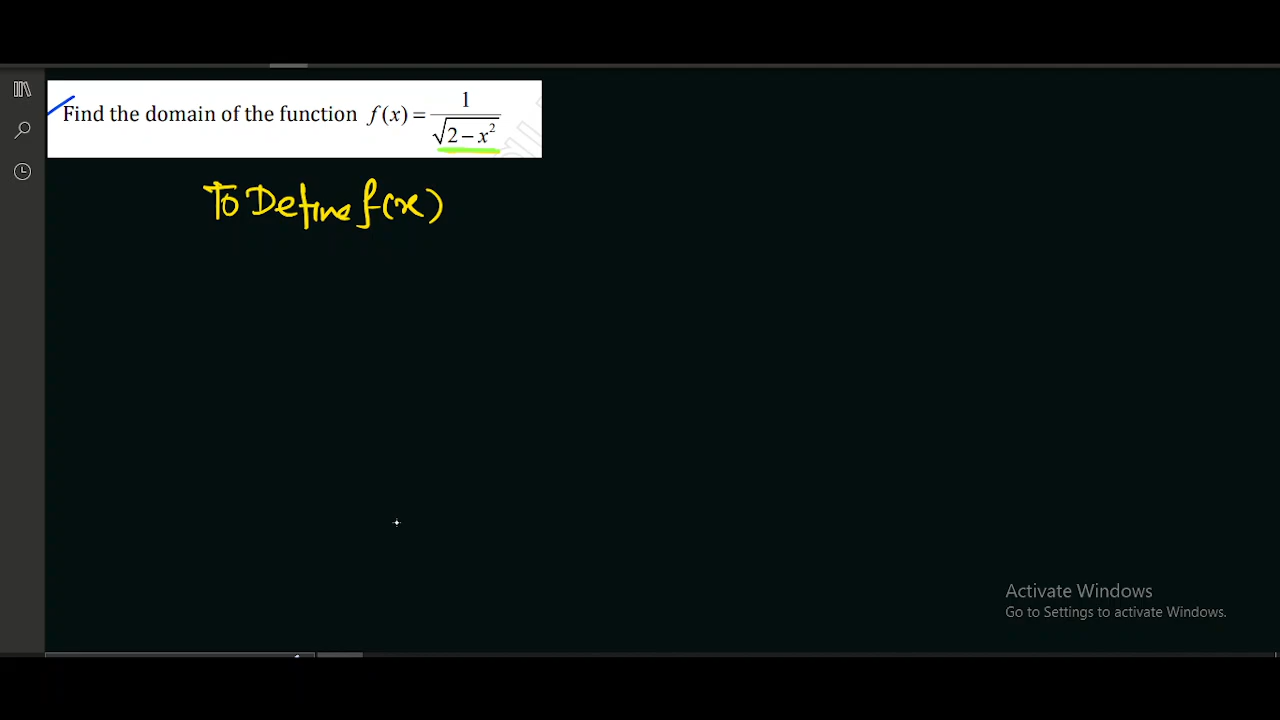 Find the domain of the function f(x) = 1/√(2 − x²)
To Define f(x)
Activate Windows
Go to Settings to activate Windows.